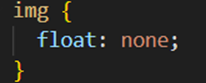 img {
  float: none;
}